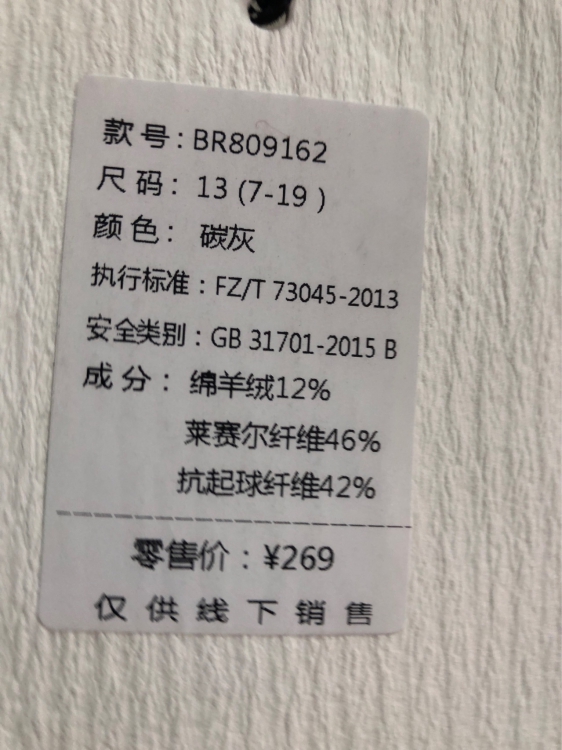 款号：BR809162
尺码：13 (7-19 )
颜色：碳灰
执行标准：FZ/T 73045-2013
安全类别：GB 31701-2015 B
成分：绵羊绒12%
莱赛尔纤维46%
抗起球纤维42%
零售价：¥269
仅供线下销售